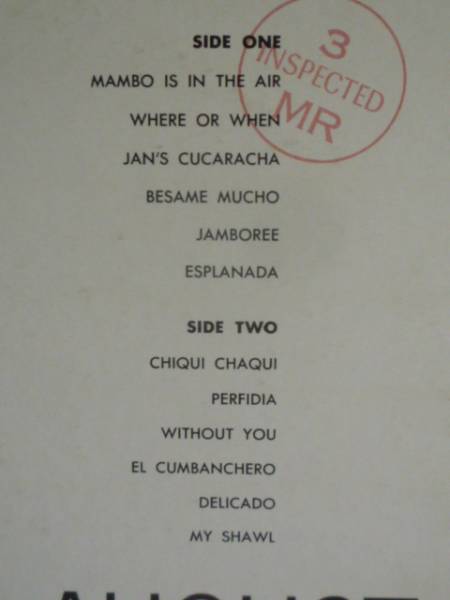 SIDE ONE
MAMBO IS IN THE AIR
WHERE OR WHEN
JAN'S CUCARACHA
BESAME MUCHO
JAMBOREE
ESPLANADA
SIDE TWO
CHIQUI CHAQUI
PERFIDIA
WITHOUT YOU
EL CUMBANCHERO
DELICADO
MY SHAWL
3
INSPECTED
MR